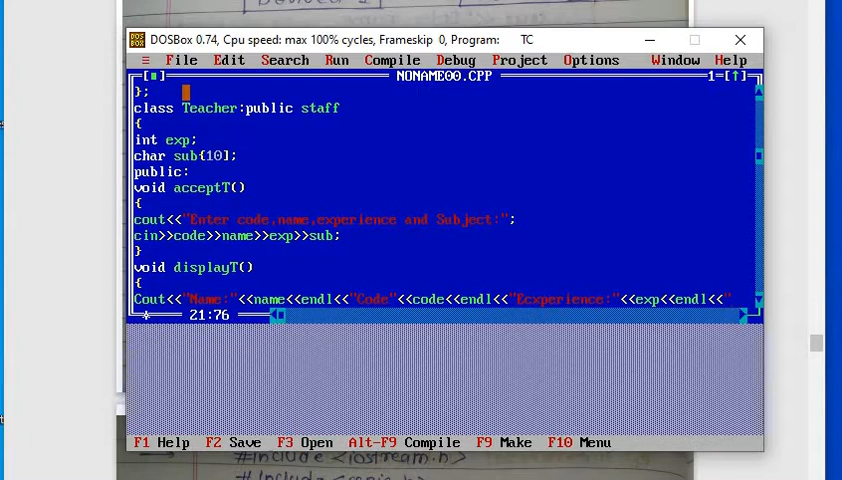 DOSBox 0.74, Cpu speed: max 100% cycles, Frameskip 0, Program: TC
≡ File Edit Search Run Compile Debug Project Options Window Help
[■] NONAME00.CPP 1=[↑]
};
class Teacher:public staff
{
int exp;
char sub{10];
public:
void acceptT()
{
cout<<"Enter code,name,experience and Subject:";
cin>>code>>name>>exp>>sub;
}
void displayT()
{
Cout<<"Name:"<<name<<endl<<"Code"<<code<<endl<<"Ecxperience:"<<exp<<endl<<"
* 21:76
F1 Help F2 Save F3 Open Alt-F9 Compile F9 Make F10 Menu
#Include <iostream.h>